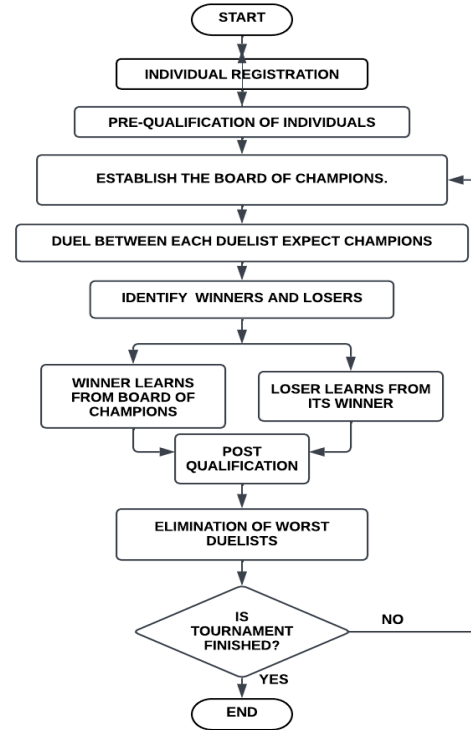 START
INDIVIDUAL REGISTRATION
PRE-QUALIFICATION OF INDIVIDUALS
ESTABLISH THE BOARD OF CHAMPIONS.
DUEL BETWEEN EACH DUELIST EXPECT CHAMPIONS
IDENTIFY WINNERS AND LOSERS
WINNER LEARNS
FROM BOARD OF
CHAMPIONS
LOSER LEARNS FROM
ITS WINNER
POST
QUALIFICATION
ELIMINATION OF WORST
DUELISTS
IS
TOURNAMENT
FINISHED?
NO
YES
END